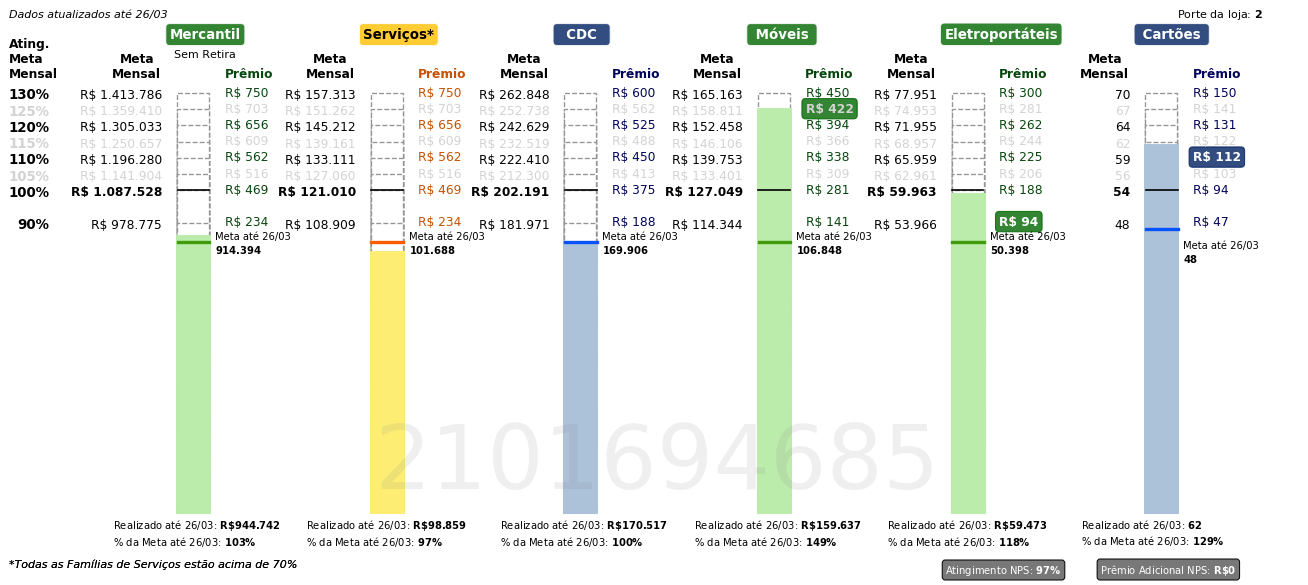 Dados atualizados até 26/03
Porte da loja: 2
Mercantil Serviços* CDC Móveis Eletroportáteis Cartões
Sem Retira
Ating. Meta Mensal
Meta Mensal Prêmio Meta Mensal Prêmio Meta Mensal Prêmio Meta Mensal Prêmio Meta Mensal Prêmio Meta Mensal Prêmio
130% R$ 1.413.786 R$ 750 R$ 157.313 R$ 750 R$ 262.848 R$ 600 R$ 165.163 R$ 450 R$ 77.951 R$ 300 70 R$ 150
125% R$ 1.359.410 R$ 703 R$ 151.262 R$ 703 R$ 252.738 R$ 562 R$ 158.811 R$ 422 R$ 74.953 R$ 281 67 R$ 141
120% R$ 1.305.033 R$ 656 R$ 145.212 R$ 656 R$ 242.629 R$ 525 R$ 152.458 R$ 394 R$ 71.955 R$ 262 64 R$ 131
115% R$ 1.250.657 R$ 609 R$ 139.161 R$ 609 R$ 232.519 R$ 488 R$ 146.106 R$ 366 R$ 68.957 R$ 244 62 R$ 122
110% R$ 1.196.280 R$ 562 R$ 133.111 R$ 562 R$ 222.410 R$ 450 R$ 139.753 R$ 338 R$ 65.959 R$ 225 59 R$ 112
105% R$ 1.141.904 R$ 516 R$ 127.060 R$ 516 R$ 212.300 R$ 413 R$ 133.401 R$ 309 R$ 62.961 R$ 206 56 R$ 103
100% R$ 1.087.528 R$ 469 R$ 121.010 R$ 469 R$ 202.191 R$ 375 R$ 127.049 R$ 281 R$ 59.963 R$ 188 54 R$ 94
90% R$ 978.775 R$ 234 R$ 108.909 R$ 234 R$ 181.971 R$ 188 R$ 114.344 R$ 141 R$ 53.966 R$ 94 48 R$ 47
Meta até 26/03 Meta até 26/03 Meta até 26/03 Meta até 26/03 Meta até 26/03 Meta até 26/03
914.394 101.688 169.906 106.848 50.398 48
2101694685
Realizado até 26/03: R$944.742 Realizado até 26/03: R$98.859 Realizado até 26/03: R$170.517 Realizado até 26/03: R$159.637 Realizado até 26/03: R$59.473 Realizado até 26/03: 62
% da Meta até 26/03: 103% % da Meta até 26/03: 97% % da Meta até 26/03: 100% % da Meta até 26/03: 149% % da Meta até 26/03: 118% % da Meta até 26/03: 129%
*Todas as Famílias de Serviços estão acima de 70%
Atingimento NPS: 97% Prêmio Adicional NPS: R$0